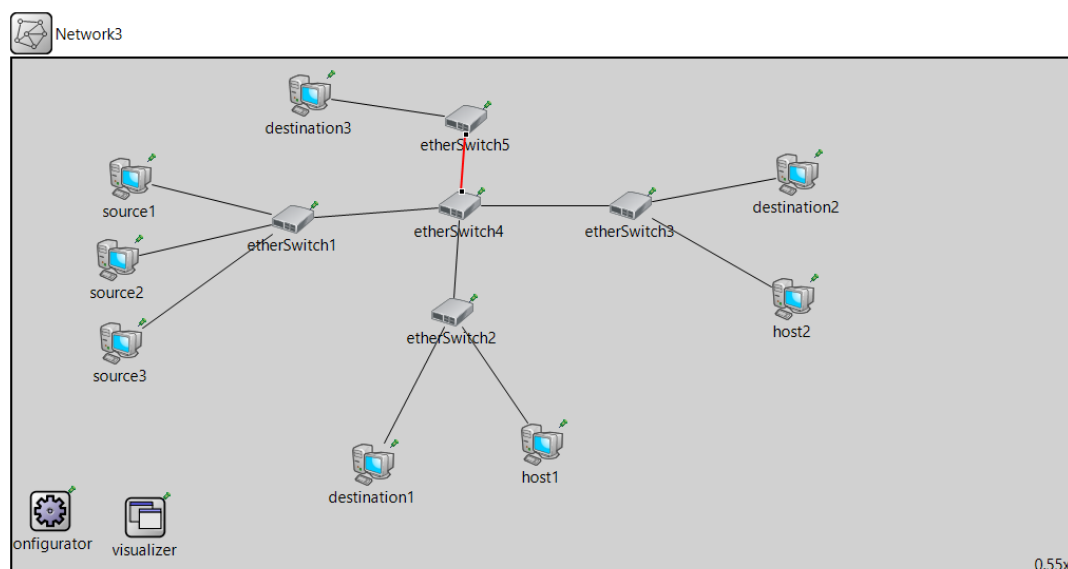 Network3
destination3
etherSwitch5
source1
destination2
etherSwitch1
etherSwitch4
etherSwitch3
source2
host2
etherSwitch2
source3
destination1
host1
onfigurator
visualizer
0.55x